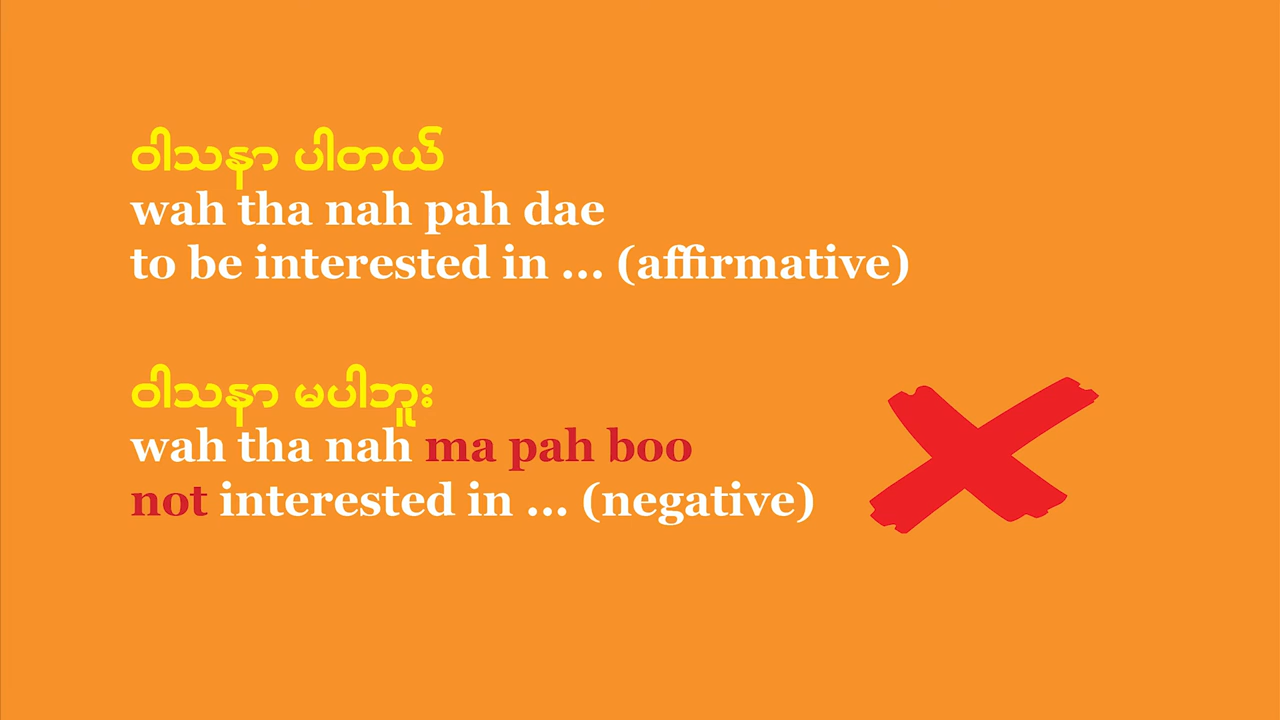 ဝါသနာ ပါတယ်
wah tha nah pah dae
to be interested in ... (affirmative)
ဝါသနာ မပါဘူး
wah tha nah ma pah boo
not interested in ... (negative)